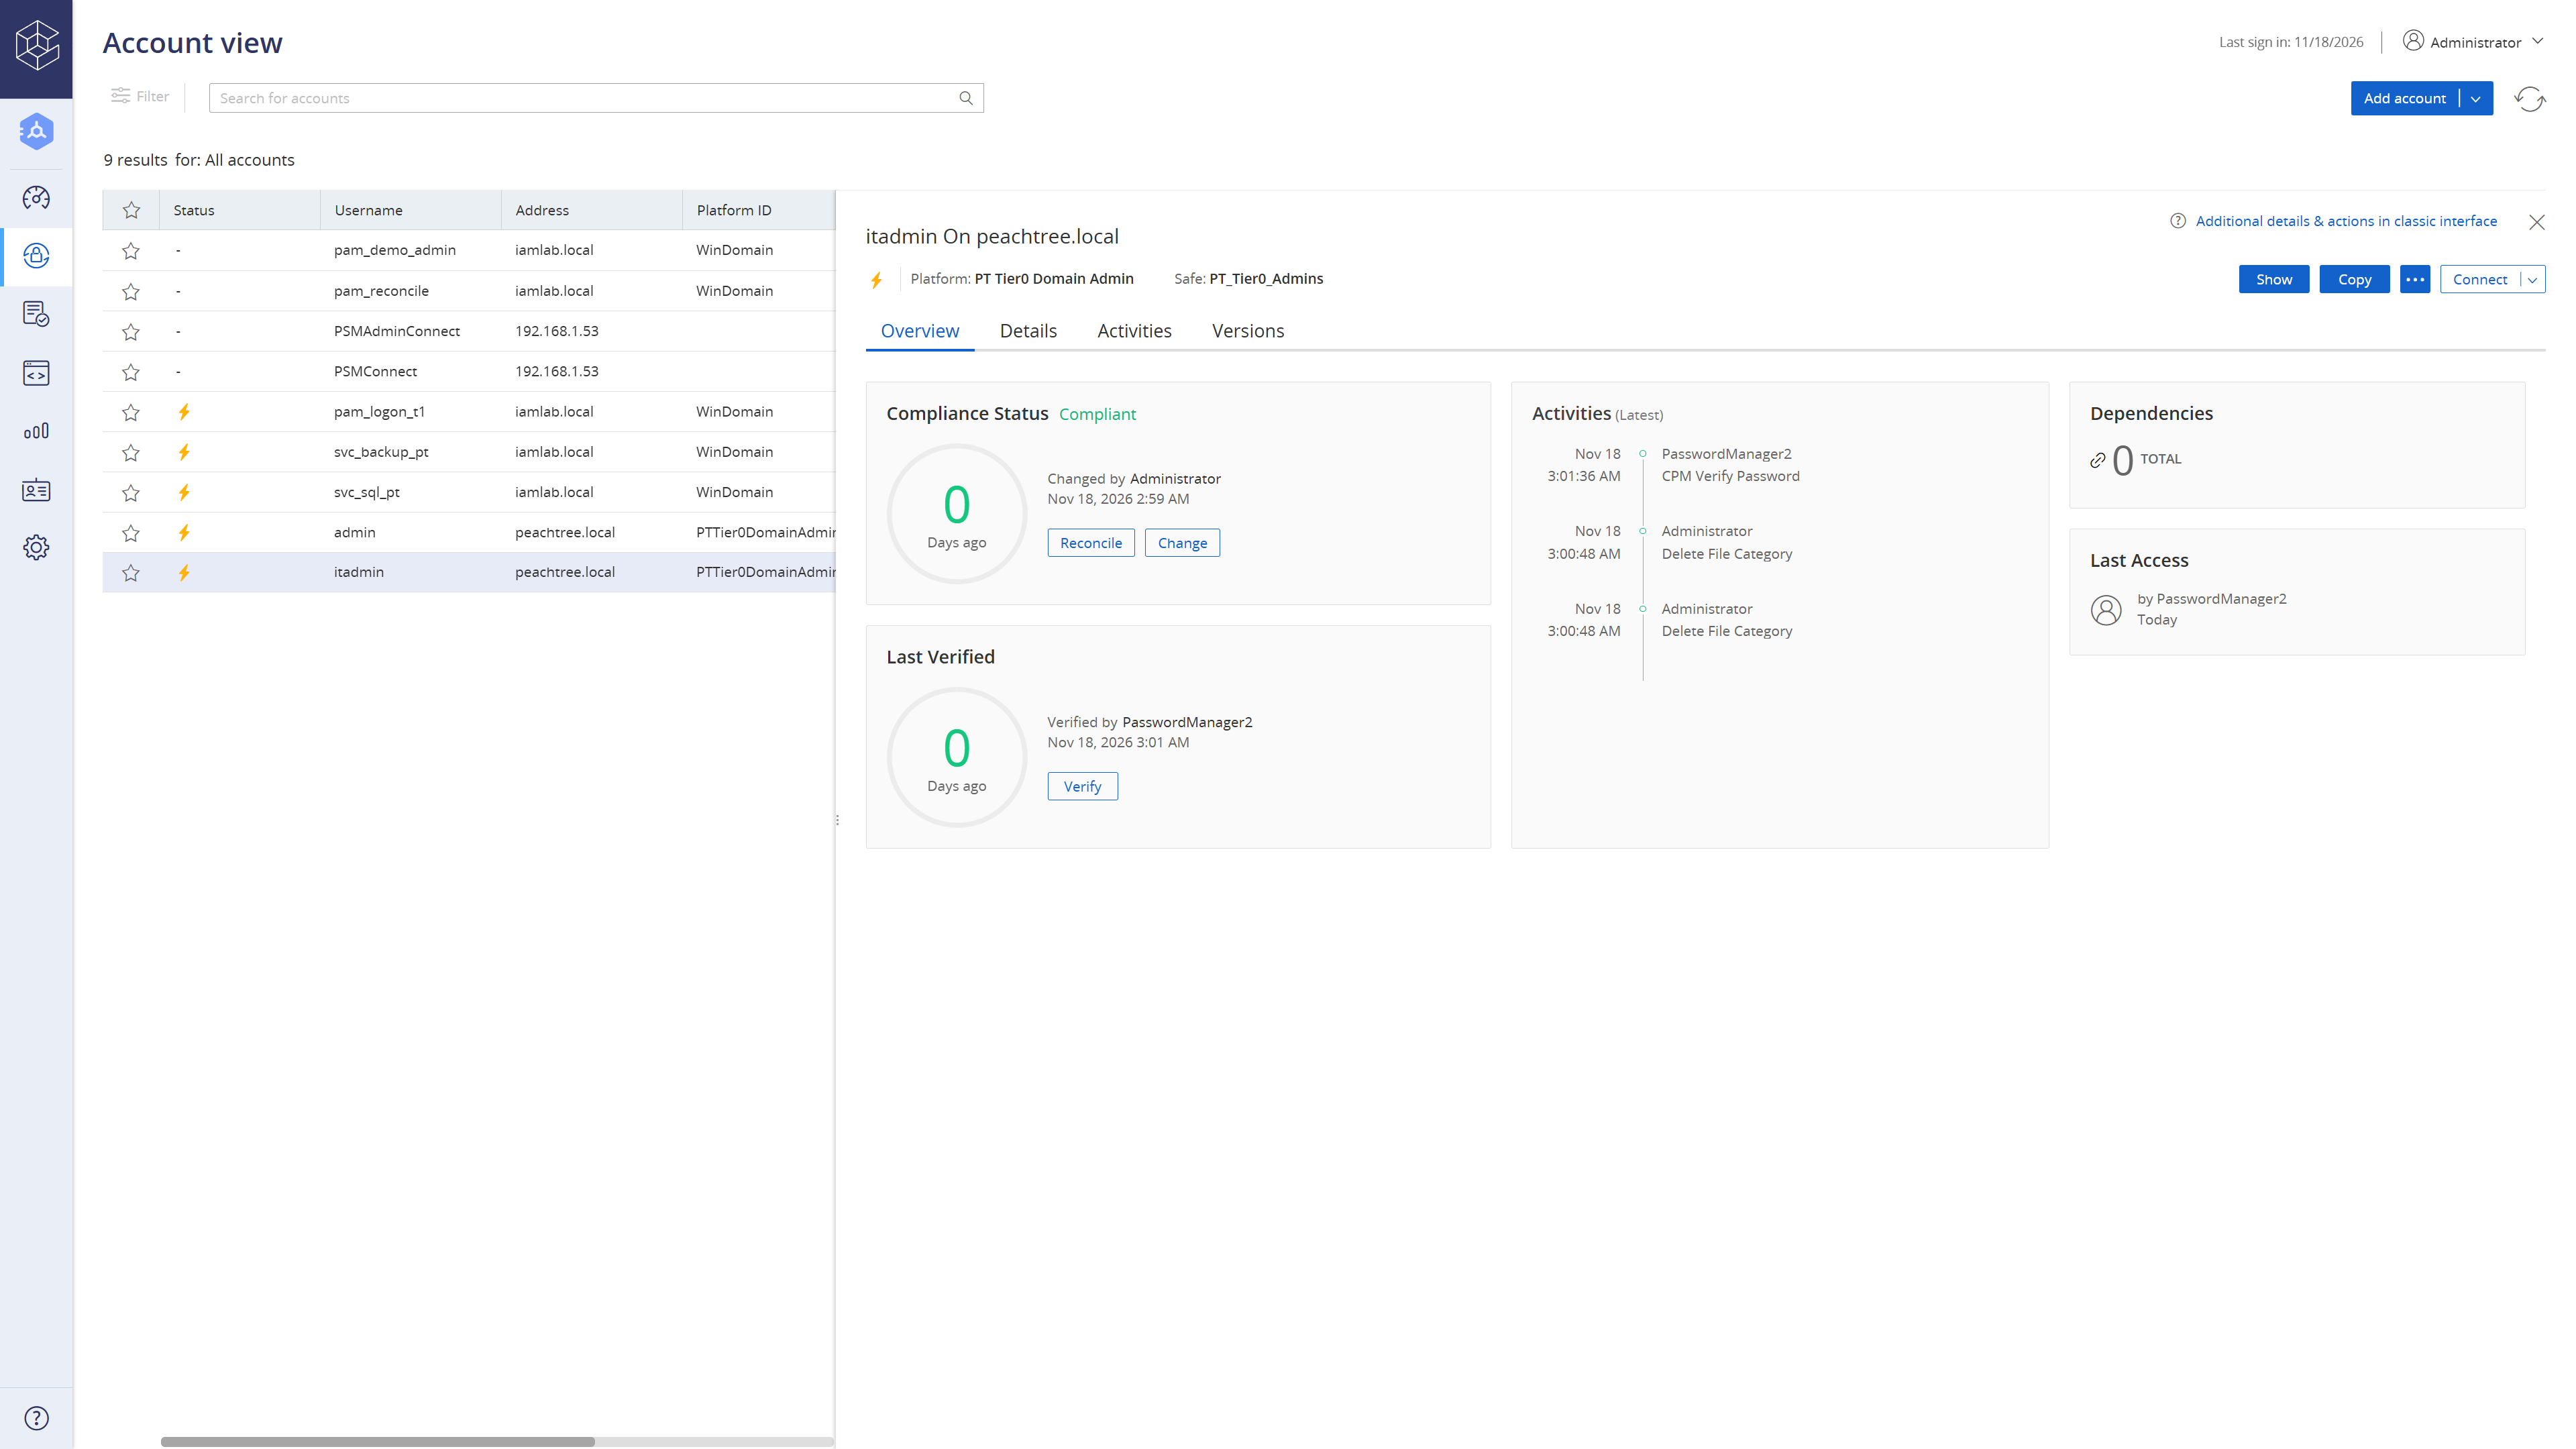 Account view
Last sign in: 11/18/2026
Administrator
Filter
Search for accounts
Add account
9 results for: All accounts
Status Username Address Platform ID
- pam_demo_admin iamlab.local WinDomain
- pam_reconcile iamlab.local WinDomain
- PSMAdminConnect 192.168.1.53
- PSMConnect 192.168.1.53
pam_logon_t1 iamlab.local WinDomain
svc_backup_pt iamlab.local WinDomain
svc_sql_pt iamlab.local WinDomain
admin peachtree.local PTTier0DomainAdmin
itadmin peachtree.local PTTier0DomainAdmin
Additional details & actions in classic interface
itadmin On peachtree.local
Platform: PT Tier0 Domain Admin Safe: PT_Tier0_Admins
Show Copy Connect
Overview Details Activities Versions
Compliance Status Compliant
0
Days ago
Changed by Administrator
Nov 18, 2026 2:59 AM
Reconcile Change
Last Verified
0
Days ago
Verified by PasswordManager2
Nov 18, 2026 3:01 AM
Verify
Activities (Latest)
Nov 18 PasswordManager2
3:01:36 AM CPM Verify Password
Nov 18 Administrator
3:00:48 AM Delete File Category
Nov 18 Administrator
3:00:48 AM Delete File Category
Dependencies
0 TOTAL
Last Access
by PasswordManager2
Today